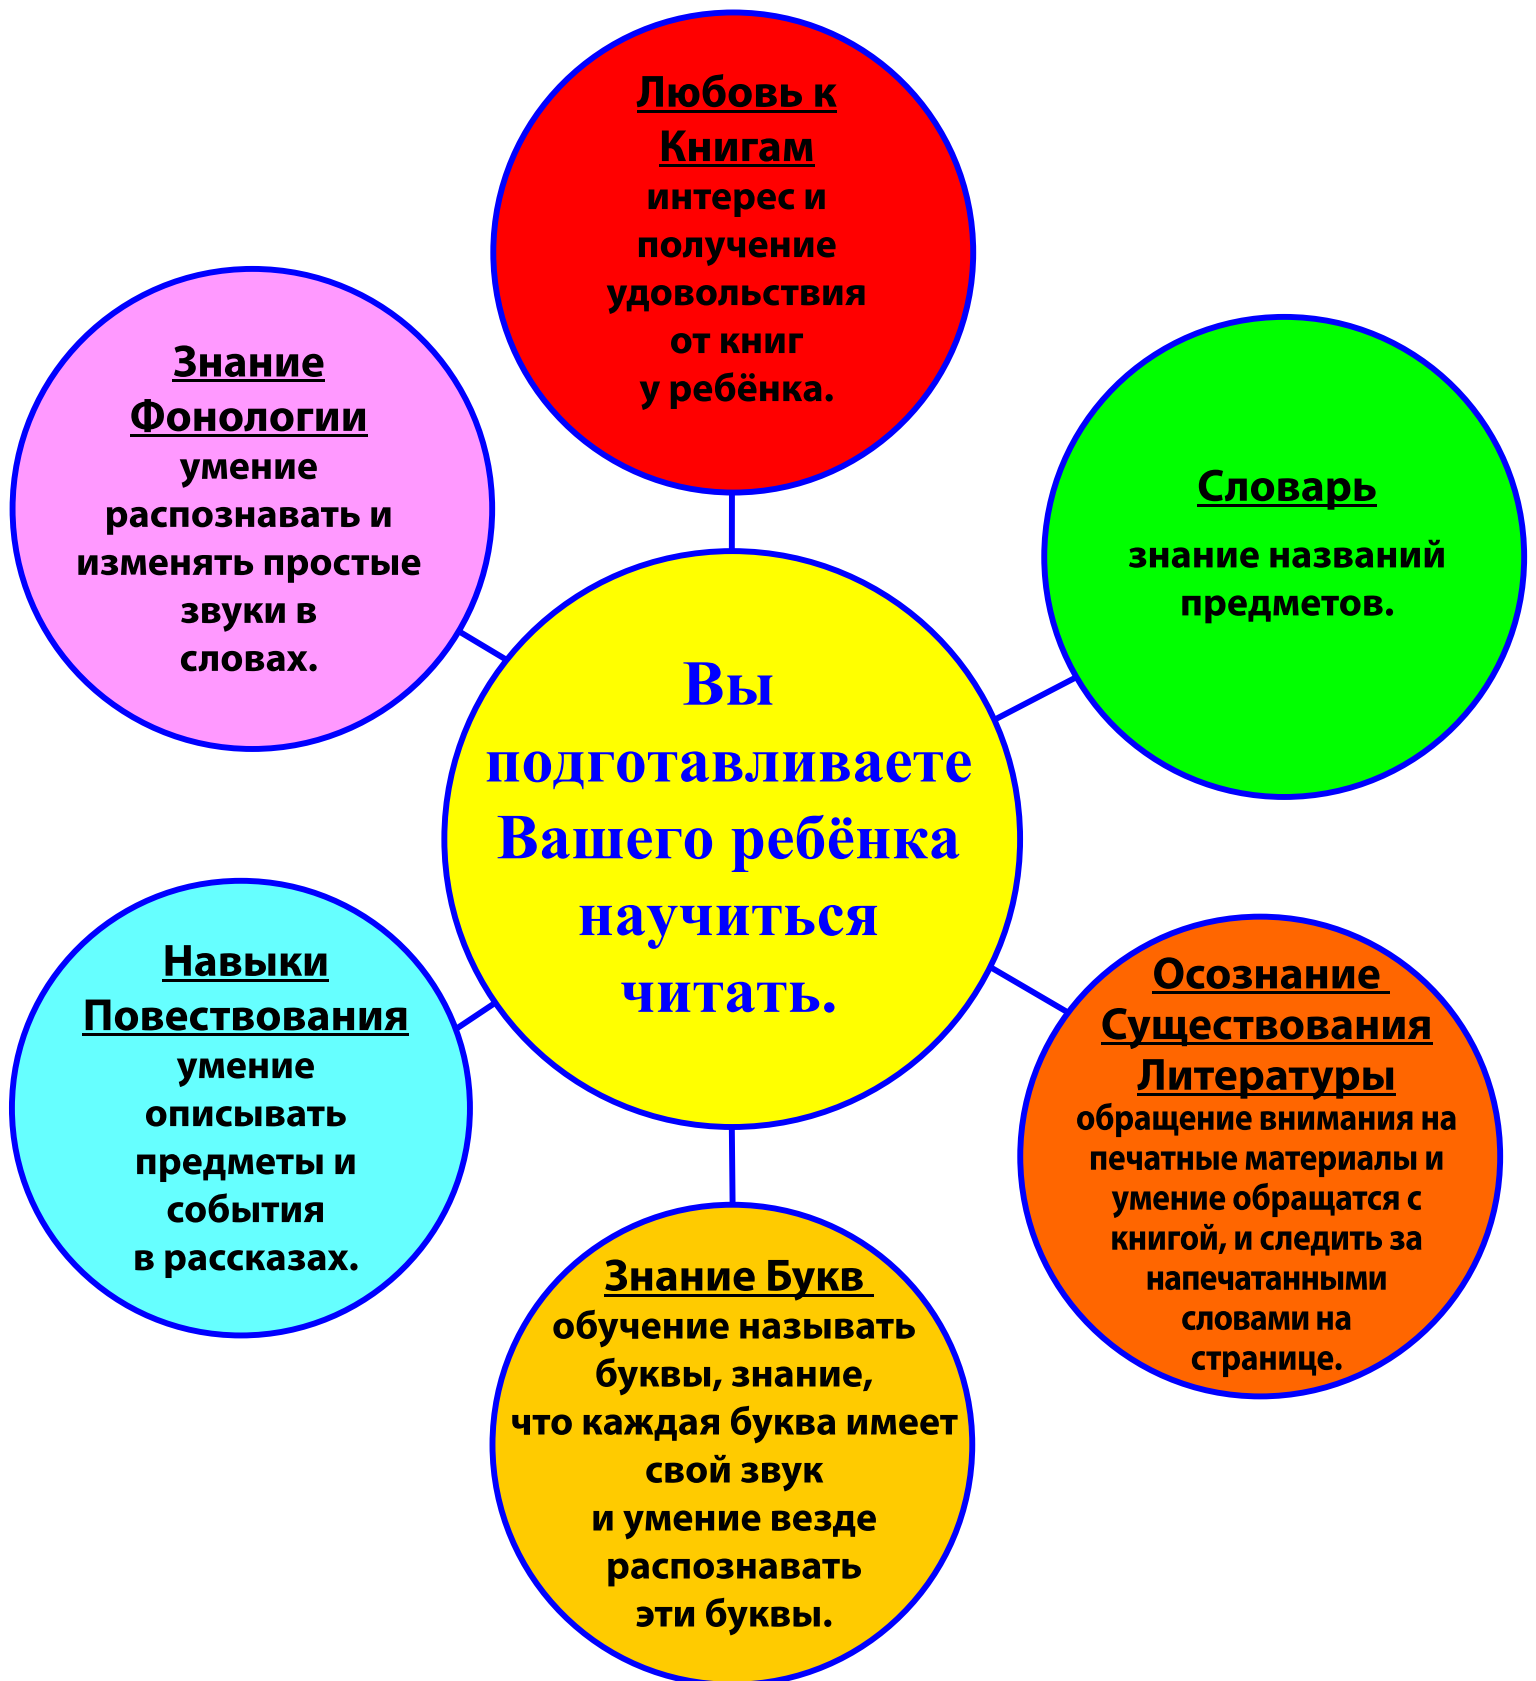 Любовь к
Книгам
интерес и
получение
удовольствия
от книг
у ребёнка.
Словарь
знание названий
предметов.
Осознание
Существования
Литературы
обращение внимания на
печатные материалы и
умение обращатся с
книгой, и следить за
напечатанными
словами на
странице.
Знание Букв
обучение называть
буквы, знание,
что каждая буква имеет
свой звук
и умение везде
распознавать
эти буквы.
Навыки
Повествования
умение
описывать
предметы и
события
в рассказах.
Знание
Фонологии
умение
распознавать и
изменять простые
звуки в
словах.
Вы
подготавливаете
Вашего ребёнка
научиться
читать.